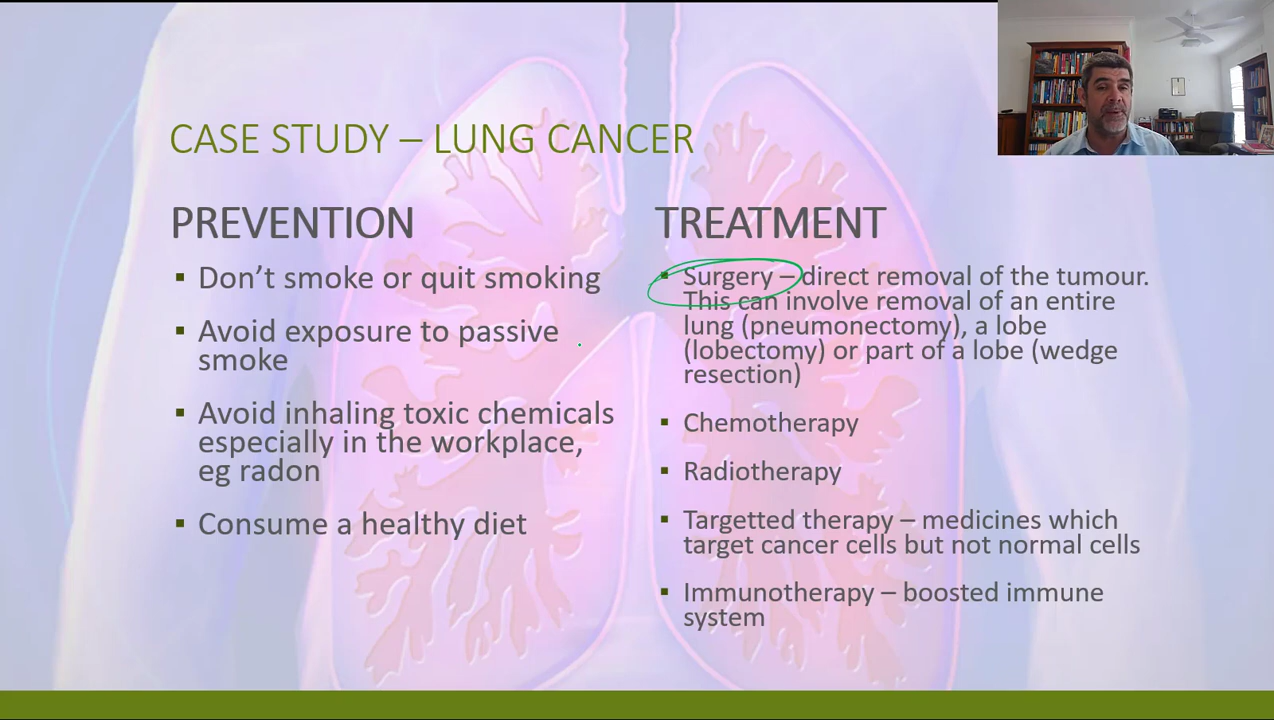 CASE STUDY – LUNG CANCER
PREVENTION
▪ Don’t smoke or quit smoking
▪ Avoid exposure to passive
smoke
▪ Avoid inhaling toxic chemicals
especially in the workplace,
eg radon
▪ Consume a healthy diet
TREATMENT
▪ Surgery – direct removal of the tumour.
This can involve removal of an entire
lung (pneumonectomy), a lobe
(lobectomy) or part of a lobe (wedge
resection)
▪ Chemotherapy
▪ Radiotherapy
▪ Targetted therapy – medicines which
target cancer cells but not normal cells
▪ Immunotherapy – boosted immune
system